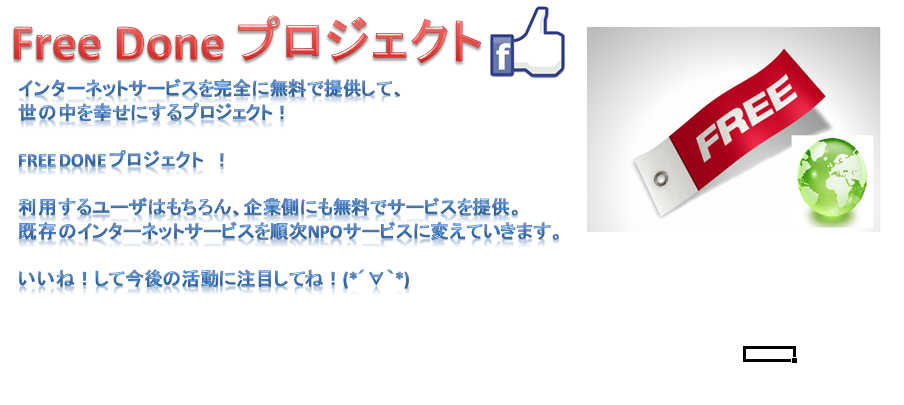 Free Done プロジェクト
f
インターネットサービスを完全に無料で提供して、
世の中を幸せにするプロジェクト！
FREE DONE プロジェクト ！
利用するユーザはもちろん、企業側にも無料でサービスを提供。
既存のインターネットサービスを順次NPOサービスに変えていきます。
いいね！して今後の活動に注目してね！(*´∀`*)
FREE